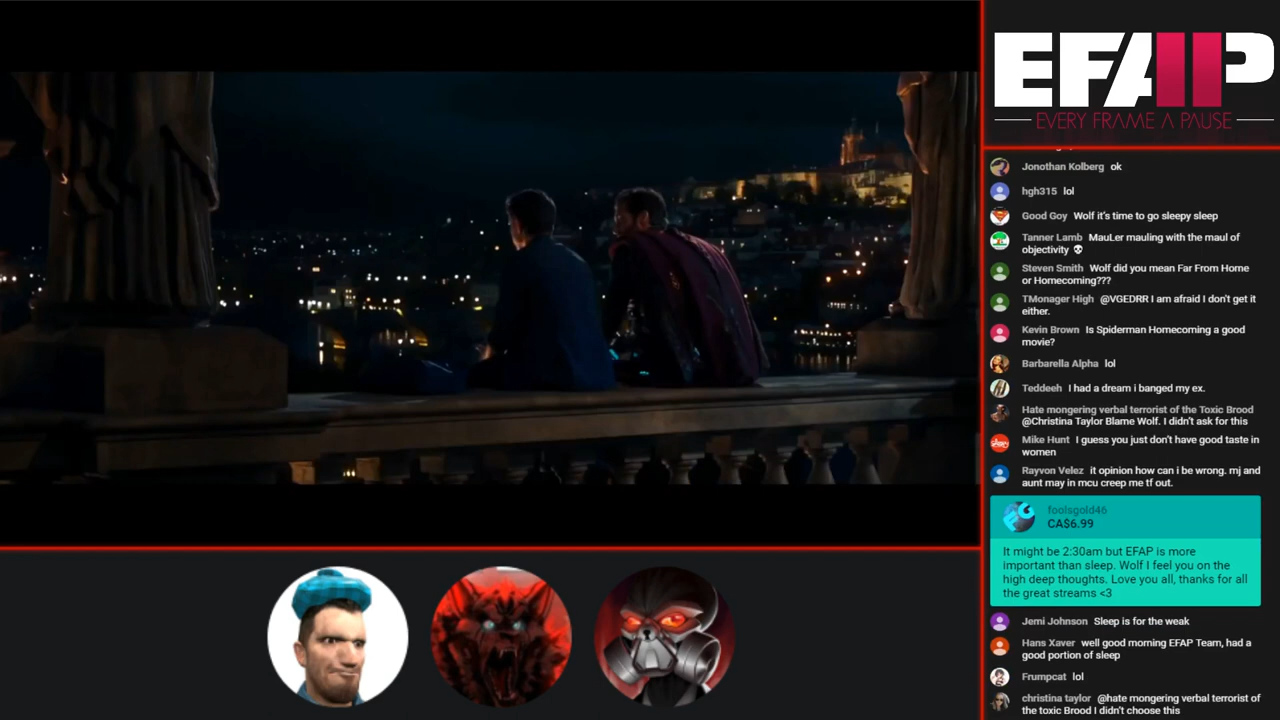 EFAP
EVERY FRAME A PAUSE
Jonothan Kolberg ok
hgh315 lol
Good Goy Wolf it's time to go sleepy sleep
Tanner Lamb MauLer mauling with the maul of
objectivity 💀
Steven Smith Wolf did you mean Far From Home
or Homecoming???
TMonager High @VGEDRR I am afraid I don't get it
either.
Kevin Brown Is Spiderman Homecoming a good
movie?
Barbarella Alpha lol
Teddeeh I had a dream i banged my ex.
Hate mongering verbal terrorist of the Toxic Brood
@Christina Taylor Blame Wolf. I didn't ask for this
Mike Hunt I guess you just don't have good taste in
women
Rayvon Velez it opinion how can i be wrong. mj and
aunt may in mcu creep me tf out.
foolsgold46
CA$6.99
It might be 2:30am but EFAP is more
important than sleep. Wolf I feel you on the
high deep thoughts. Love you all, thanks for all
the great streams <3
Jemi Johnson Sleep is for the weak
Hans Xaver well good morning EFAP Team, had a
good portion of sleep
Frumpcat lol
christina taylor @hate mongering verbal terrorist of
the toxic Brood I didn't choose this